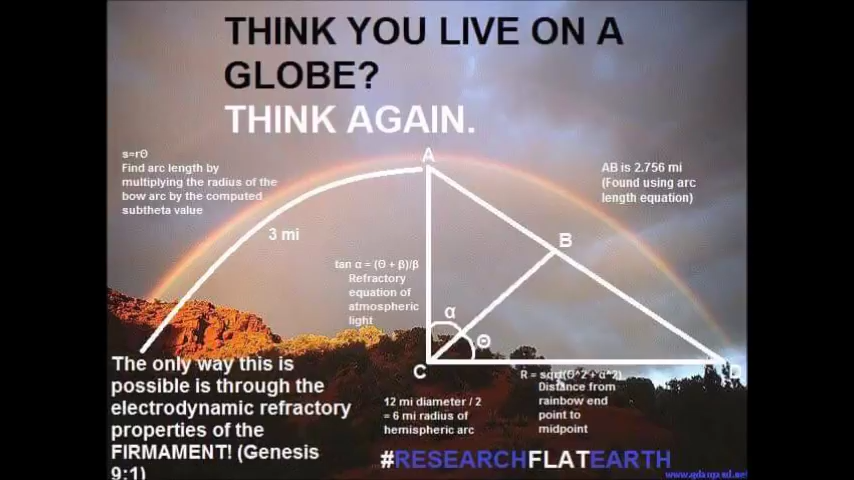 THINK YOU LIVE ON A
GLOBE?
THINK AGAIN.
s=rΘ
Find arc length by
multiplying the radius of the
bow arc by the computed
subtheta value
A
AB is 2.756 mi
(Found using arc
length equation)
3 mi
B
tan α = (Θ + β)/β
Refractory
equation of
atmospheric
light
α
Θ
C
D
The only way this is
possible is through the
electrodynamic refractory
properties of the
FIRMAMENT! (Genesis
9:1)
12 mi diameter / 2
= 6 mi radius of
hemispheric arc
R = sqrt(Θ^2 + α^2)
Distance from
rainbow end
point to
midpoint
#RESEARCHFLATEARTH